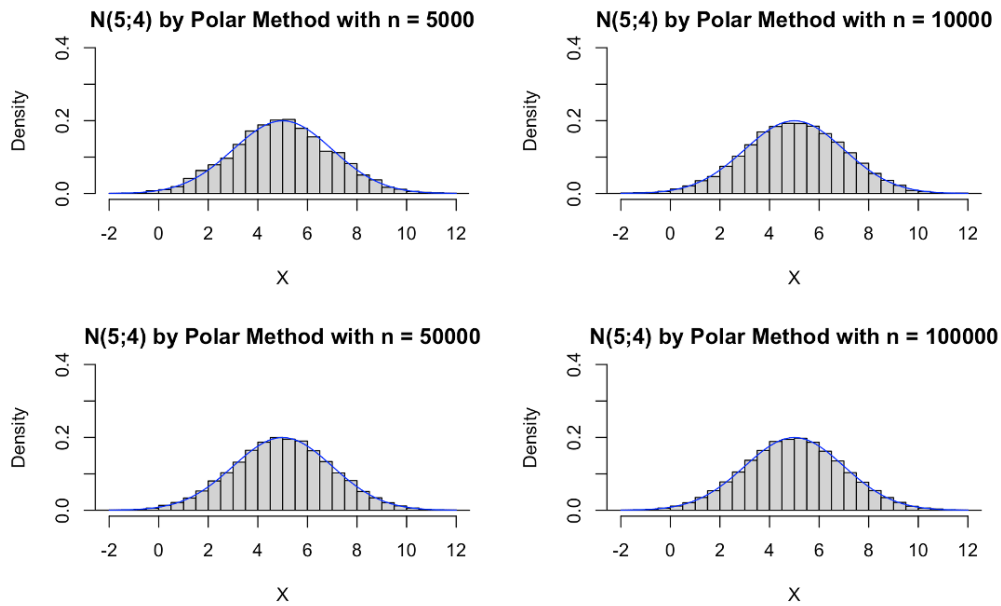 N(5;4) by Polar Method with n = 5000
Density
0.0 0.2 0.4
-2 0 2 4 6 8 10 12
X
N(5;4) by Polar Method with n = 10000
Density
0.0 0.2 0.4
-2 0 2 4 6 8 10 12
X
N(5;4) by Polar Method with n = 50000
Density
0.0 0.2 0.4
-2 0 2 4 6 8 10 12
X
N(5;4) by Polar Method with n = 100000
Density
0.0 0.2 0.4
-2 0 2 4 6 8 10 12
X